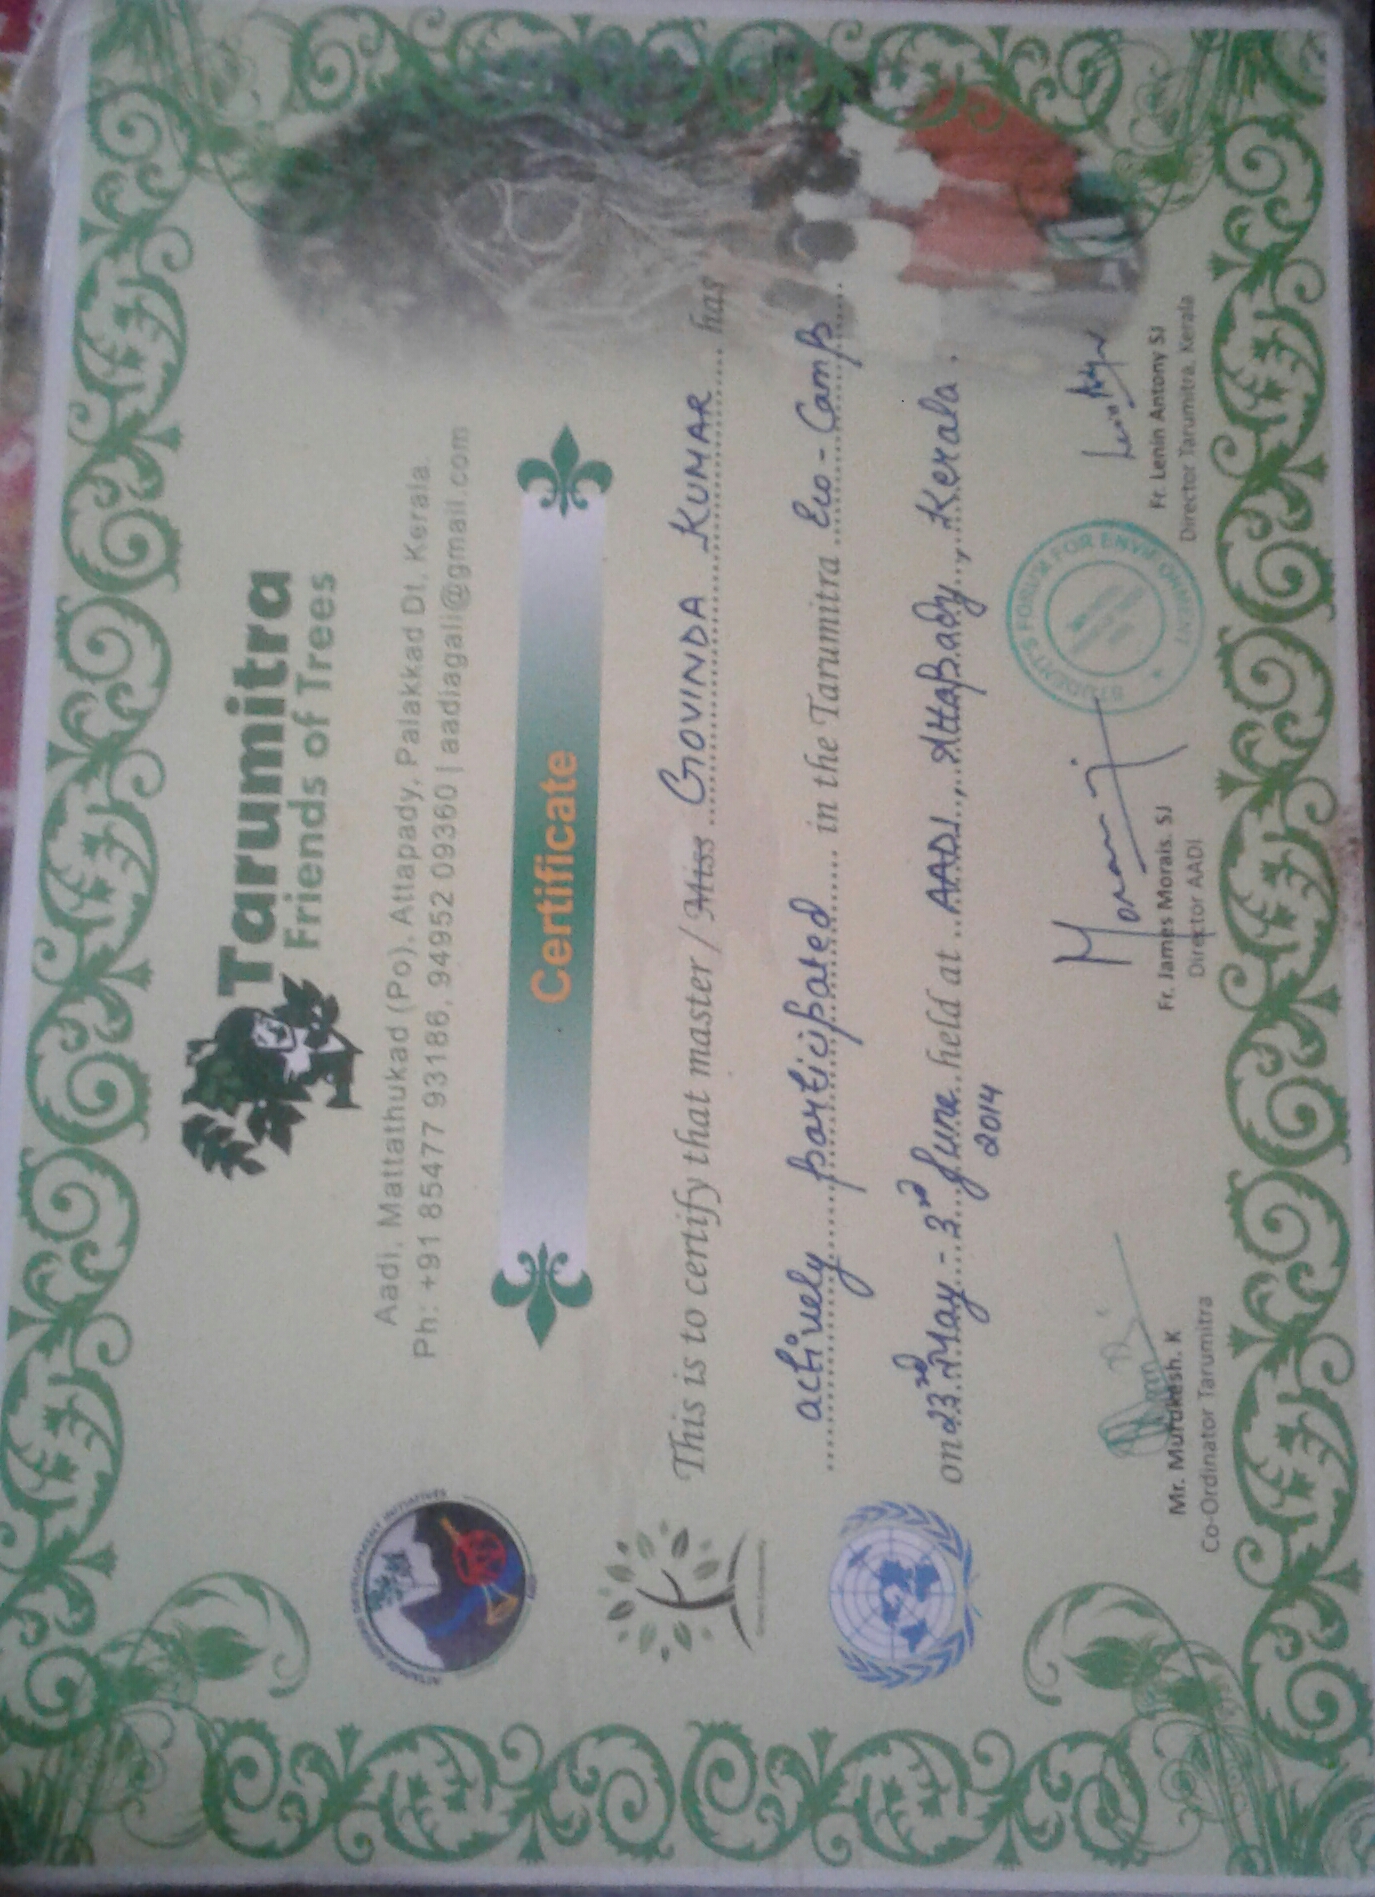 Tarumitra
Friends of Trees
Aadi, Mattathukad (Po), Attapady, Palakkad Dt, Kerala.
Ph: +91 85477 93186, 94952 09360 | aadiagali@gmail.com
Certificate
This is to certify that master / Miss GOVINDA KUMAR has
actively participated in the Tarumitra Eco-Camp
on 23rd May - 3rd June held at AADI, Attapady, Kerala.
2014
Mr. Murukesh. K
Co-Ordinator Tarumitra
Fr. James Morais. SJ
Director AADI
Fr. Lenin Antony SJ
Director Tarumitra, Kerala
STUDENT'S FORUM FOR ENVIRONMENT
DEVELOPMENT INITIATIVES